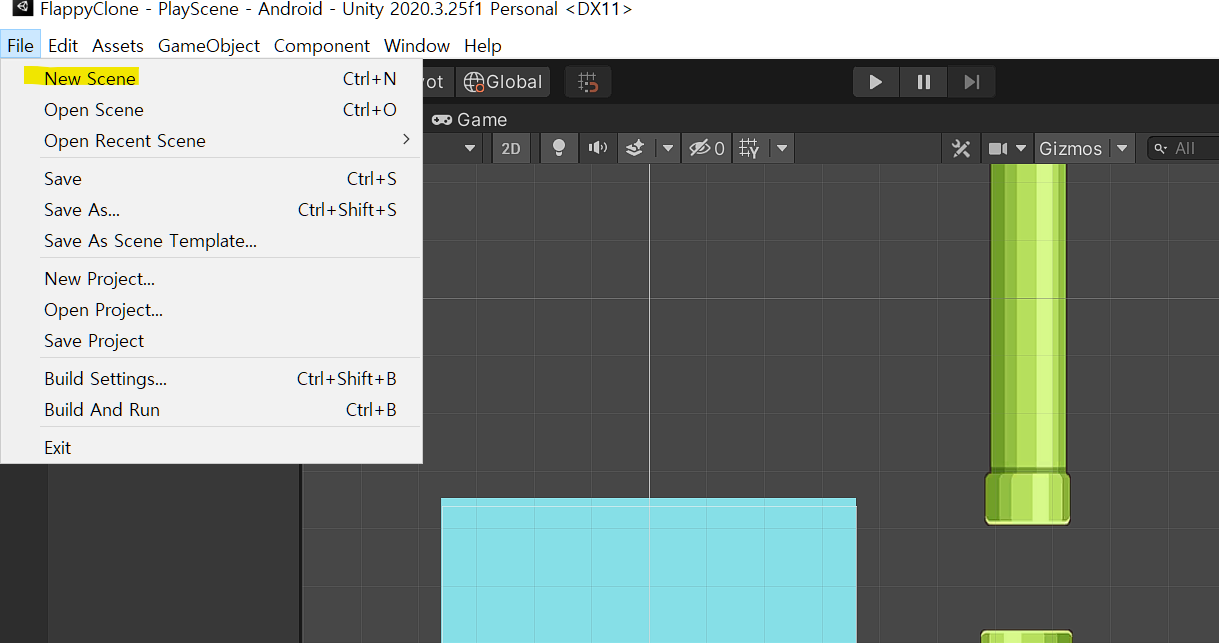 FlappyClone - PlayScene - Android - Unity 2020.3.25f1 Personal <DX11>
File Edit Assets GameObject Component Window Help
New Scene Ctrl+N
ot Global
Open Scene Ctrl+O
Game
Open Recent Scene
2D 0 Gizmos All
Save Ctrl+S
Save As... Ctrl+Shift+S
Save As Scene Template...
New Project...
Open Project...
Save Project
Build Settings... Ctrl+Shift+B
Build And Run Ctrl+B
Exit